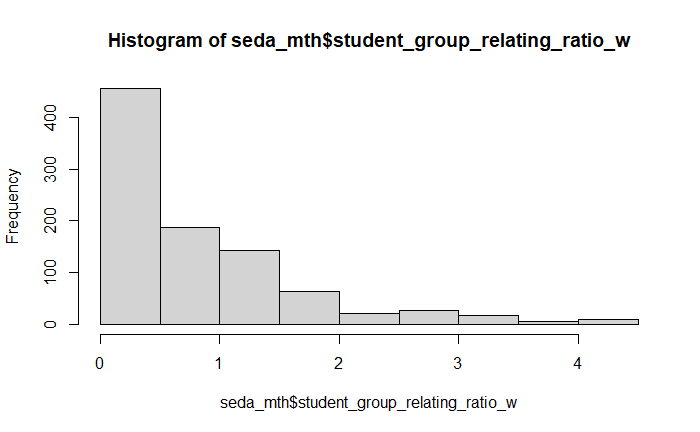 Histogram of seda_mth$student_group_relating_ratio_w
Frequency
400
300
200
100
0
0 1 2 3 4
seda_mth$student_group_relating_ratio_w